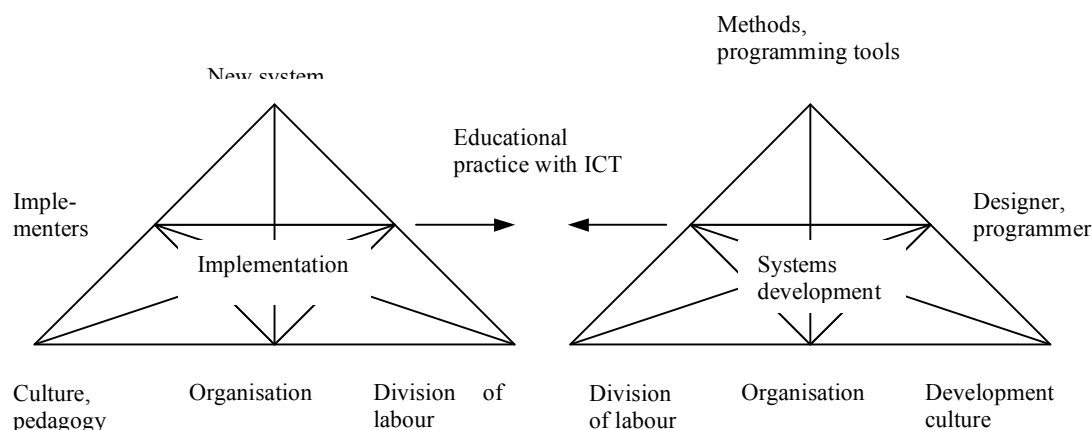 Methods,
programming tools
New system
Educational
practice with ICT
Imple-
menters
Designer,
programmer
Implementation
Systems
development
Culture,
pedagogy
Organisation
Division of
labour
Division
of labour
Organisation
Development
culture